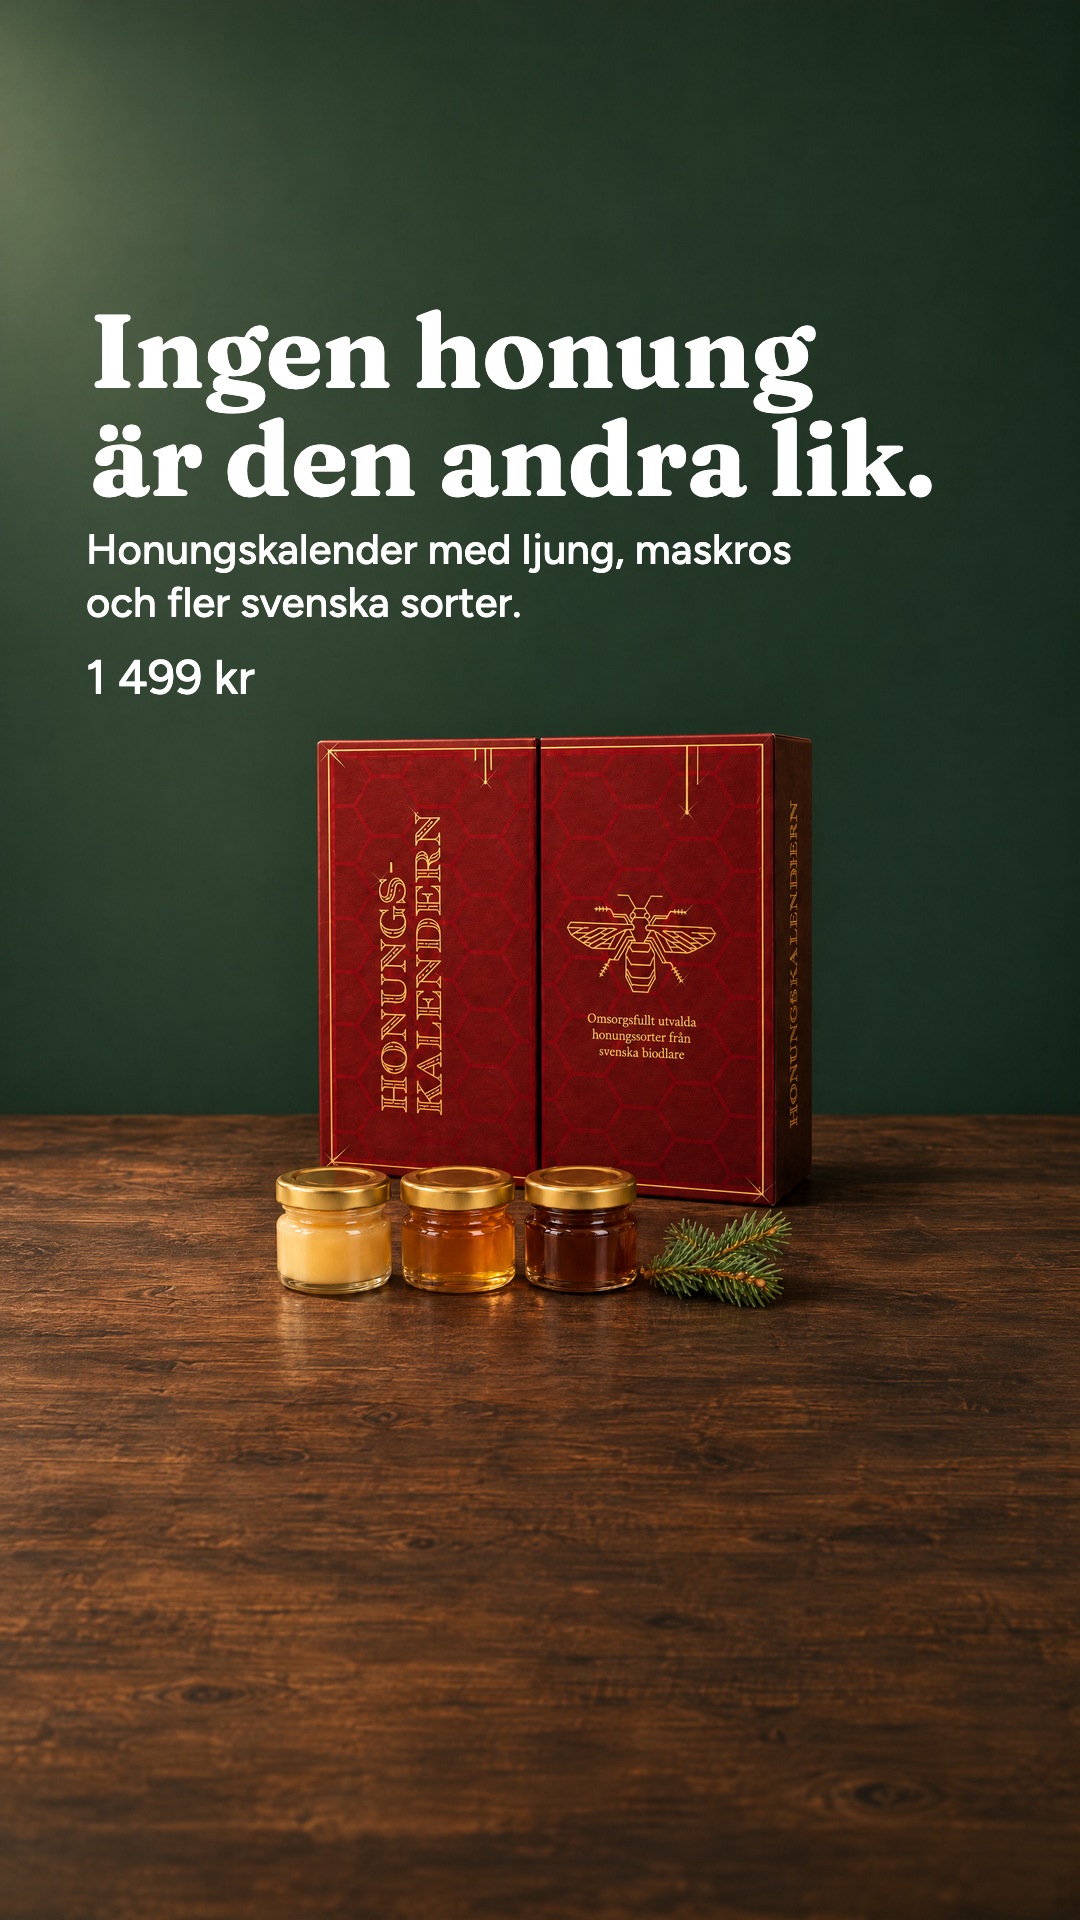 Ingen honung
är den andra lik.
Honungskalender med ljung, maskros
och fler svenska sorter.
1 499 kr
HONUNGS-
KALENDERN
Omsorgsfullt utvalda
honungssorter från
svenska biodlare
HONUNGSKALENDERN